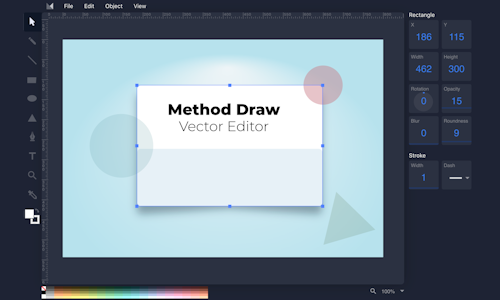 File Edit Object View
Rectangle
X Y
186 115
Width Height
462 300
Rotation Opacity
0 15
Blur Roundness
0 9
Stroke
Width Dash
1
Method Draw
Vector Editor
T
100%